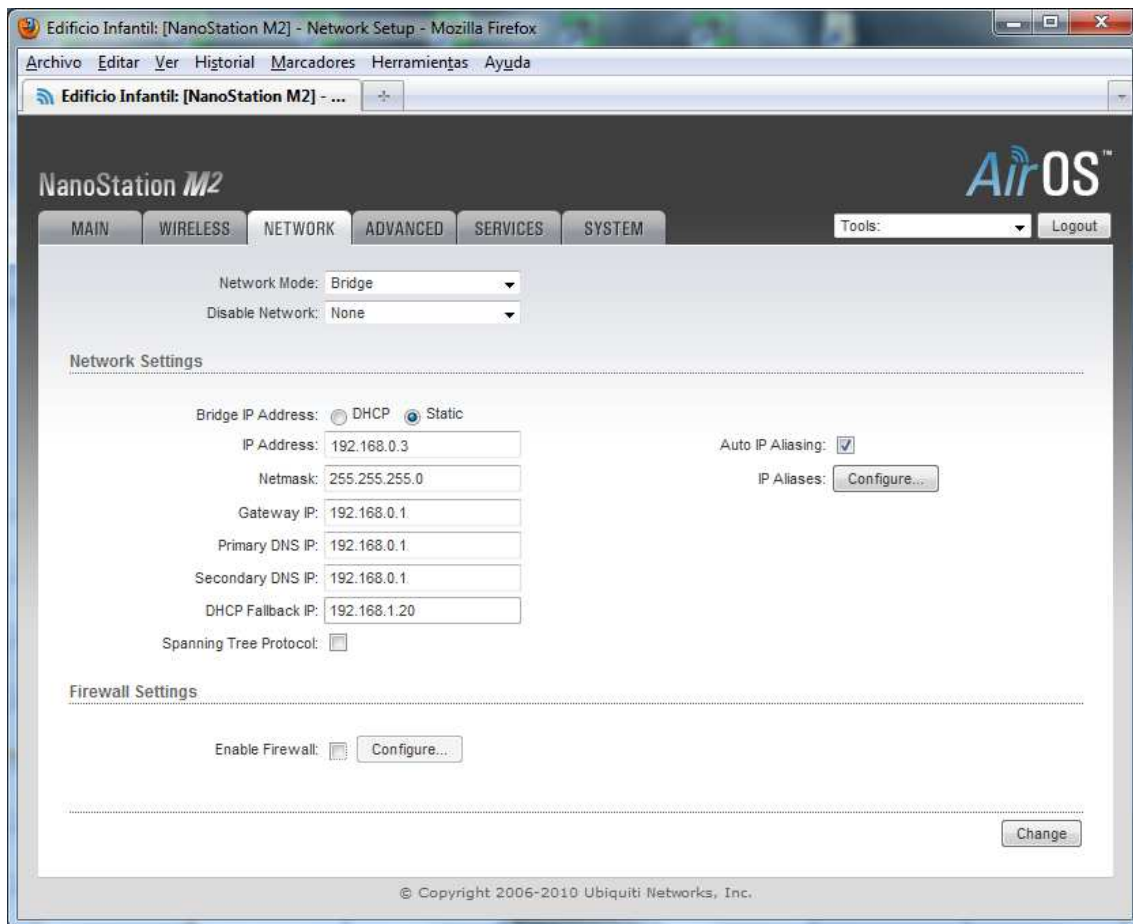 Edificio Infantil: [NanoStation M2] - Network Setup - Mozilla Firefox
Archivo Editar Ver Historial Marcadores Herramientas Ayuda
Edificio Infantil: [NanoStation M2] - ...
NanoStation M2
AirOS™
MAIN WIRELESS NETWORK ADVANCED SERVICES SYSTEM Tools: Logout
Network Mode: Bridge
Disable Network: None
Network Settings
Bridge IP Address: DHCP Static
IP Address: 192.168.0.3 Auto IP Aliasing:
Netmask: 255.255.255.0 IP Aliases: Configure...
Gateway IP: 192.168.0.1
Primary DNS IP: 192.168.0.1
Secondary DNS IP: 192.168.0.1
DHCP Fallback IP: 192.168.1.20
Spanning Tree Protocol:
Firewall Settings
Enable Firewall: Configure...
Change
© Copyright 2006-2010 Ubiquiti Networks, Inc.